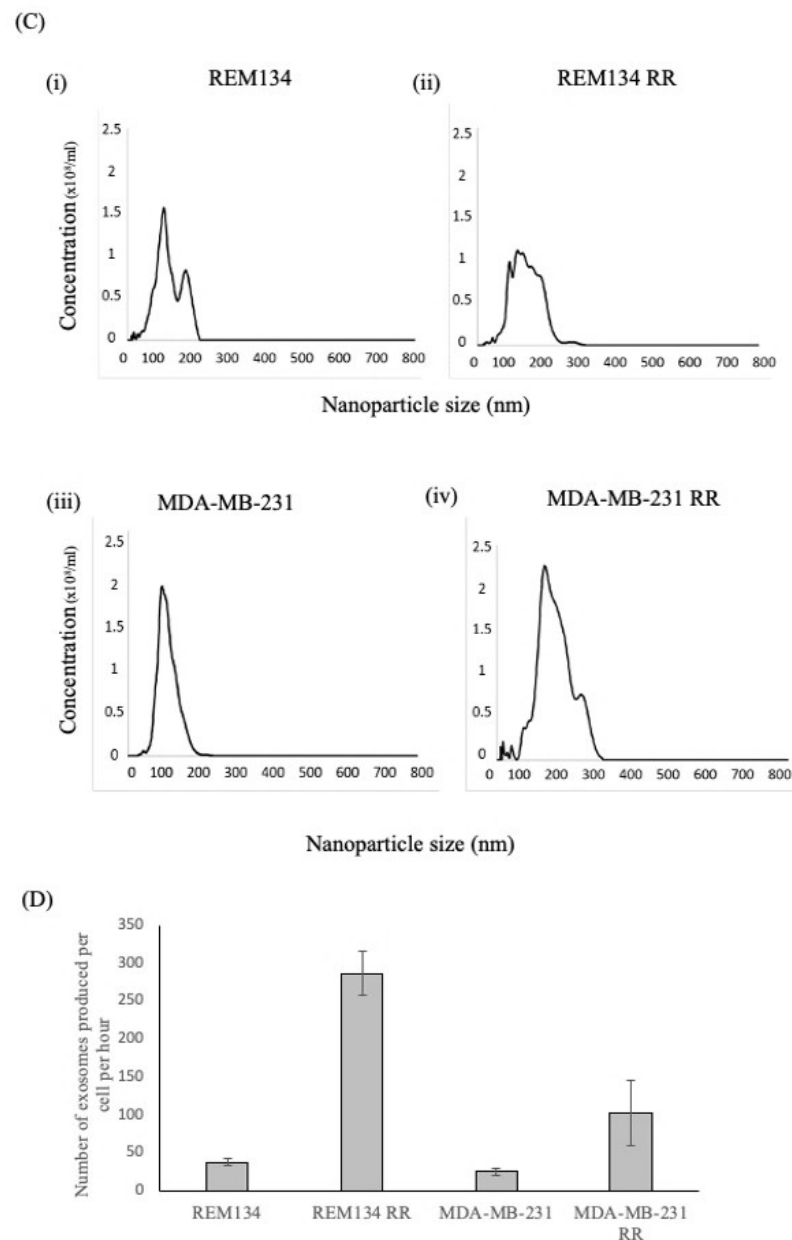 (C)
(i) REM134
(ii) REM134 RR
Concentration (x10⁸/ml)
2.5
2
1.5
1
0.5
0
0 100 200 300 400 500 600 700 800
2.5
2
1.5
1
0.5
0
0 100 200 300 400 500 600 700 800
Nanoparticle size (nm)
(iii) MDA-MB-231
(iv) MDA-MB-231 RR
Concentration (x10⁸/ml)
2.5
2
1.5
1
0.5
0
0 100 200 300 400 500 600 700 800
2.5
2
1.5
1
0.5
0
0 100 200 300 400 500 600 700 800
Nanoparticle size (nm)
(D)
Number of exosomes produced per
cell per hour
350
300
250
200
150
100
50
0
REM134 REM134 RR MDA-MB-231 MDA-MB-231
RR